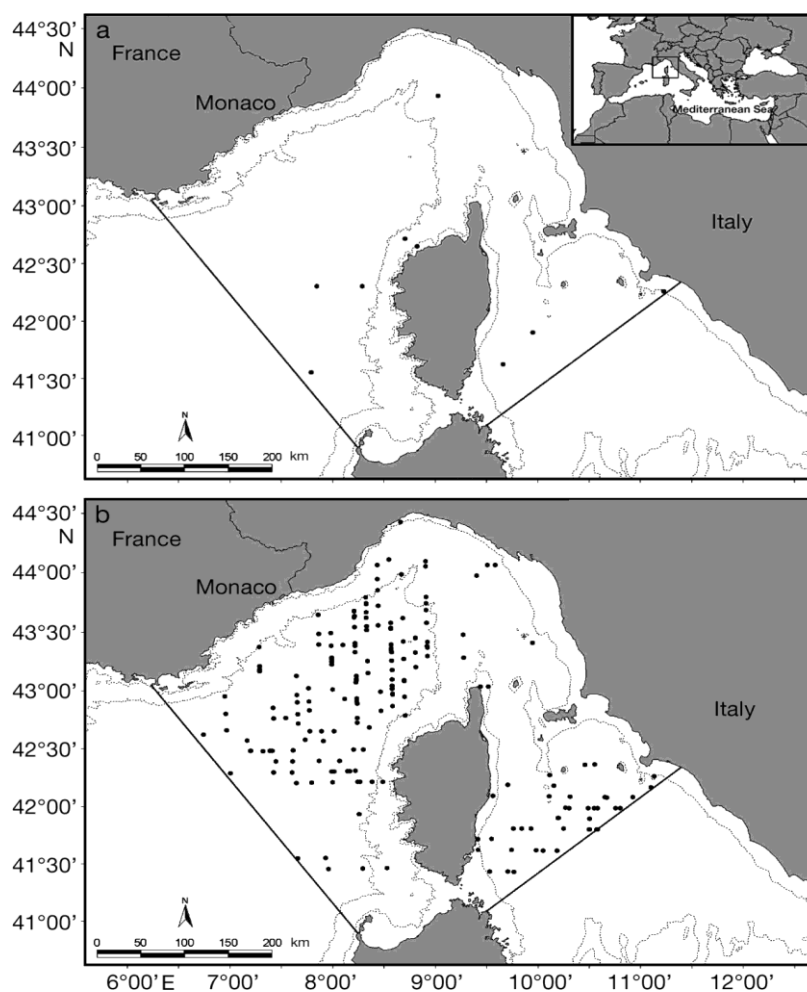 a
44°30'
N
44°00'
43°30'
43°00'
42°30'
42°00'
41°30'
41°00'
France
Monaco
Italy
Mediterranean Sea
N
0 50 100 150 200 km
b
44°30'
N
44°00'
43°30'
43°00'
42°30'
42°00'
41°30'
41°00'
France
Monaco
Italy
N
0 50 100 150 200 km
6°00' E 7°00' 8°00' 9°00' 10°00' 11°00' 12°00'